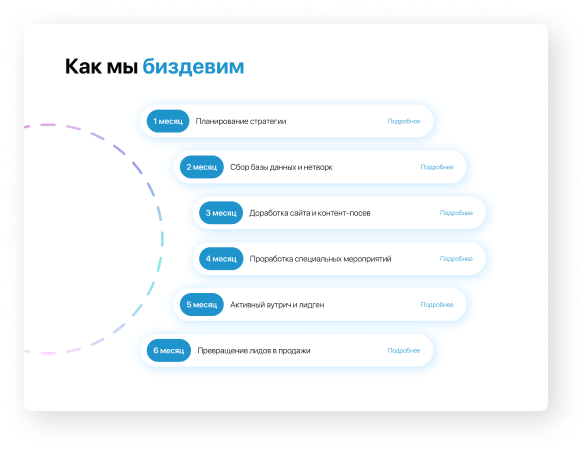 Как мы биздевим
1 месяц Планирование стратегии Подробнее
2 месяц Сбор базы данных и нетворк Подробнее
3 месяц Доработка сайта и контент-посев Подробнее
4 месяц Проработка специальных мероприятий Подробнее
5 месяц Активный аутрич и лидген Подробнее
6 месяц Превращение лидов в продажи Подробнее